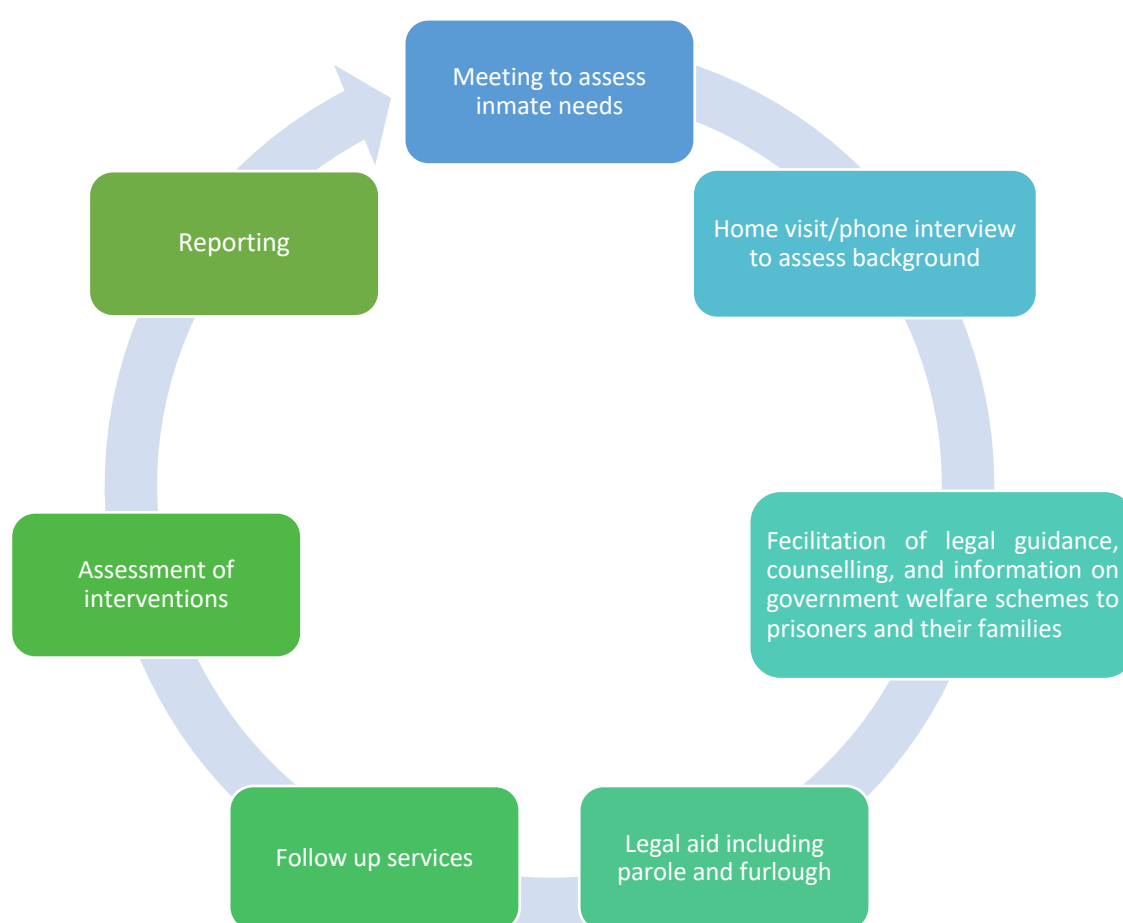 Meeting to assess
inmate needs
Home visit/phone interview
to assess background
Fecilitation of legal guidance,
counselling, and information on
government welfare schemes to
prisoners and their families
Legal aid including
parole and furlough
Follow up services
Assessment of
interventions
Reporting